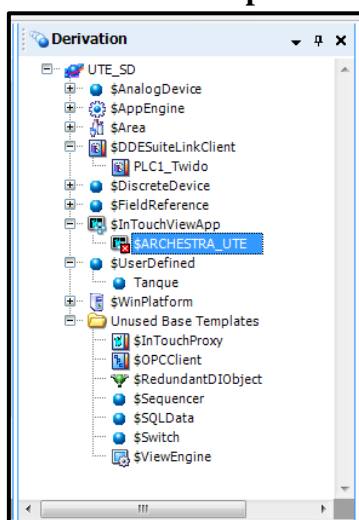 Derivation
UTE_SD
$AnalogDevice
$AppEngine
$Area
$DDESuiteLinkClient
PLC1_Twido
$DiscreteDevice
$FieldReference
$InTouchViewApp
$ARCHESTRA_UTE
$UserDefined
Tanque
$WinPlatform
Unused Base Templates
$InTouchProxy
$OPCClient
$RedundantDIObject
$Sequencer
$SQLData
$Switch
$ViewEngine